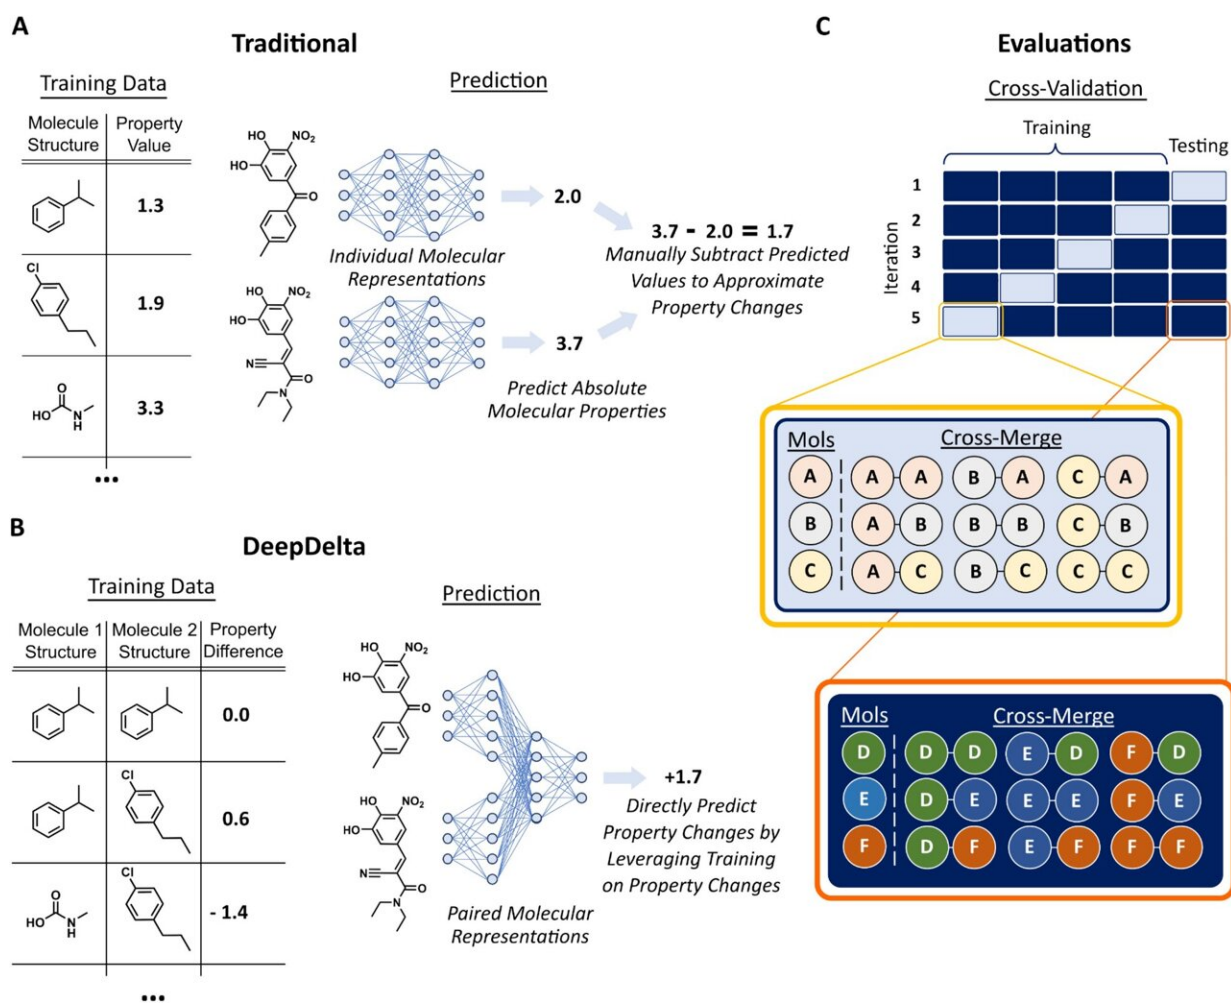 A
Traditional
Training Data
Molecule Structure
Property Value
1.3
Cl
1.9
O
HO
N
H
3.3
...
Prediction
HO
NO2
HO
O
OH
NO2
HO
N
O
N
Individual Molecular
Representations
2.0
3.7
Predict Absolute
Molecular Properties
3.7 - 2.0 = 1.7
Manually Subtract Predicted
Values to Approximate
Property Changes
B
DeepDelta
Training Data
Molecule 1 Structure
Molecule 2 Structure
Property Difference
0.0
Cl
0.6
O
HO
N
H
Cl
- 1.4
...
Prediction
HO
NO2
HO
O
OH
NO2
HO
N
O
N
Paired Molecular
Representations
+1.7
Directly Predict
Property Changes by
Leveraging Training
on Property Changes
C
Evaluations
Cross-Validation
Training
Testing
Iteration
1
2
3
4
5
Mols Cross-Merge
A A A B A C A
B A B B B C B
C A C B C C C
Mols Cross-Merge
D D D E D F D
E D E E E F E
F D F E F F F